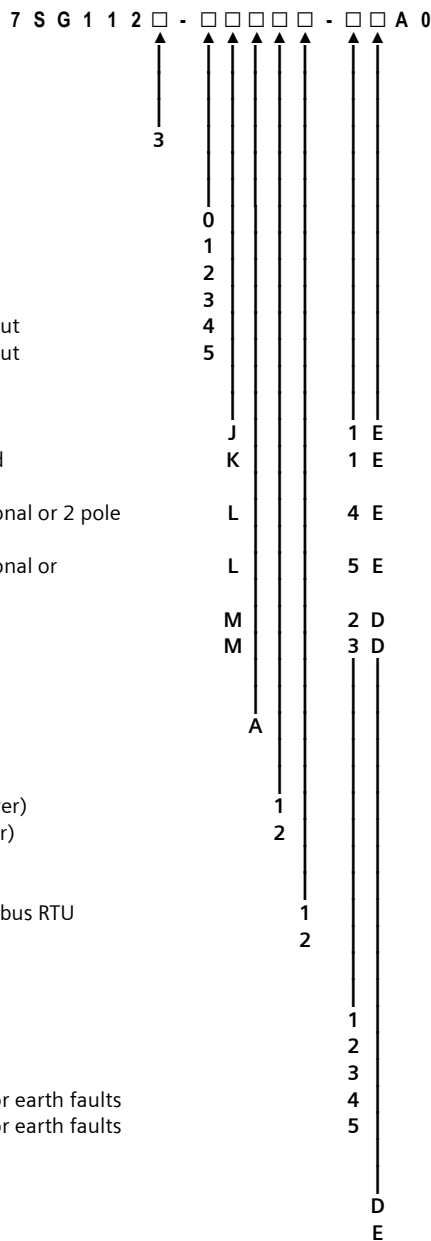 7 S G 1 1 2 □ - □ □ □ □ □ - □ □ A 0
3
0
1
2
3
ut 4
ut 5
J 1 E
d K 1 E
onal or 2 pole L 4 E
onal or L 5 E
M 2 D
M 3 D
A
er) 1
r) 2
bus RTU 1
2
1
2
3
or earth faults 4
or earth faults 5
D
E